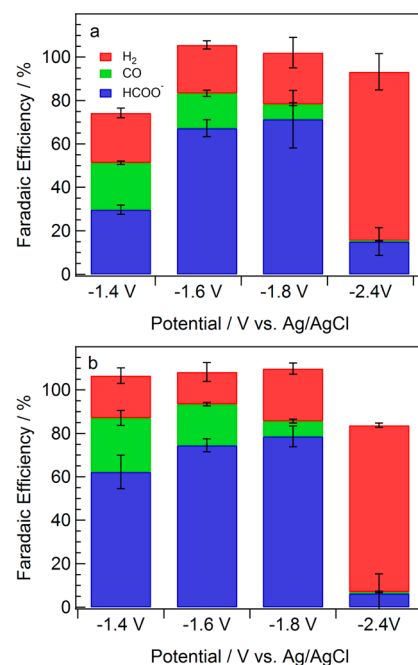 a
H₂
CO
HCOO⁻
Faradaic Efficiency / %
100
80
60
40
20
0
-1.4 V -1.6 V -1.8 V -2.4V
Potential / V vs. Ag/AgCl
b
Faradaic Efficiency / %
100
80
60
40
20
0
-1.4 V -1.6 V -1.8 V -2.4V
Potential / V vs. Ag/AgCl